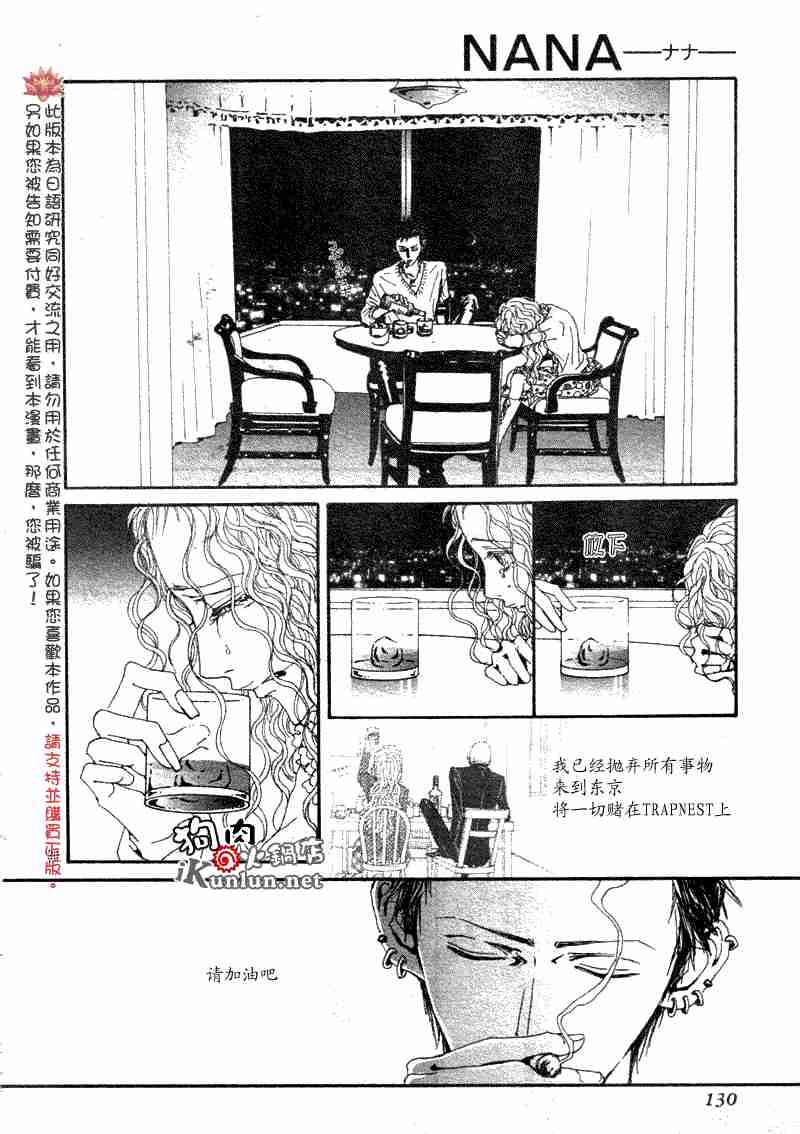 NANA——ナナ——
此版本為日語研究同好交流之用，請勿用於任何商業用途。如果您喜歡本作品，請支持並購買正版。
另如果您被告知需要付費，才能看到本漫畫，那麼，您被騙了！
放下
我已经抛弃所有事物
来到东京
将一切赌在TRAPNEST上
狗肉火鍋店
iKunlun.net
请加油吧
130